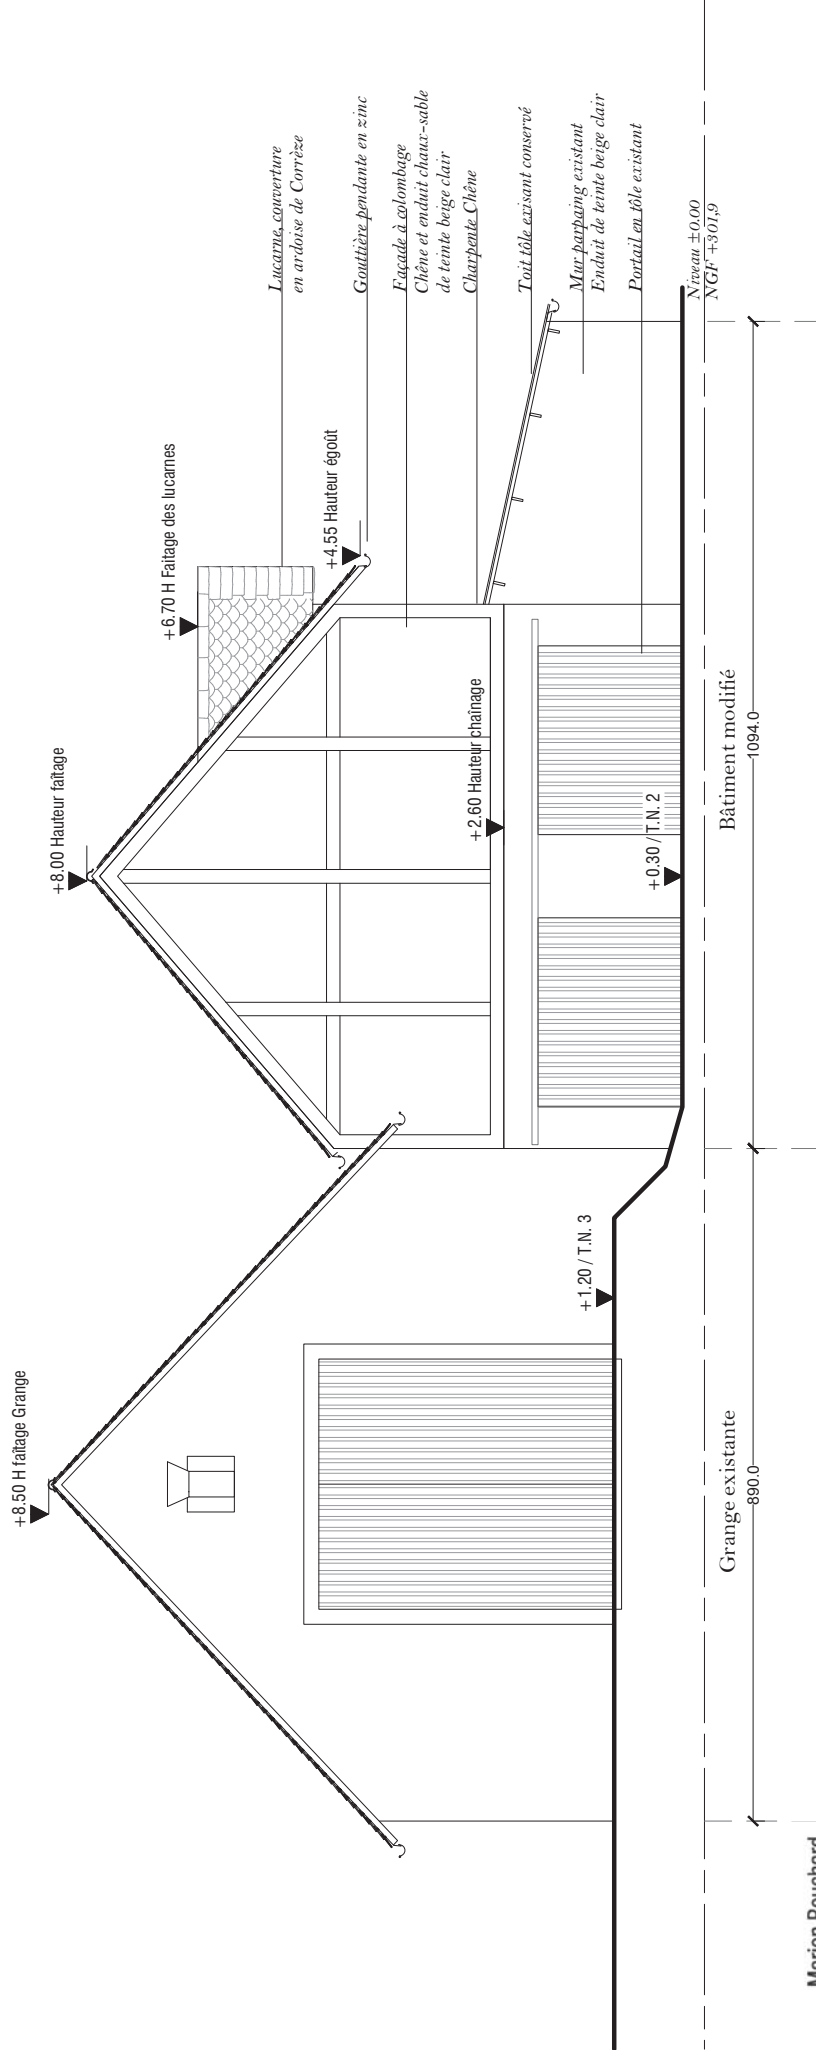 +8.50 H faîtage Grange
+8.00 Hauteur faîtage
+6.70 H Faitage des lucarnes
+4.55 Hauteur égoût
+2.60 Hauteur chaînage
+1.20 / T.N. 3
+0.30 / T.N. 2
Lucarne, couverture
en ardoise de Corrèze
Gouttière pendante en zinc
Façade à colombage
Chêne et enduit chaux-sable
de teinte beige clair
Charpente Chêne
Toit tôle exisant conservé
Mur parpaing existant
Enduit de teinte beige clair
Portail en tôle existant
Niveau ±0.00
NGF +301,9
Grange existante
890.0
Bâtiment modifié
1094.0